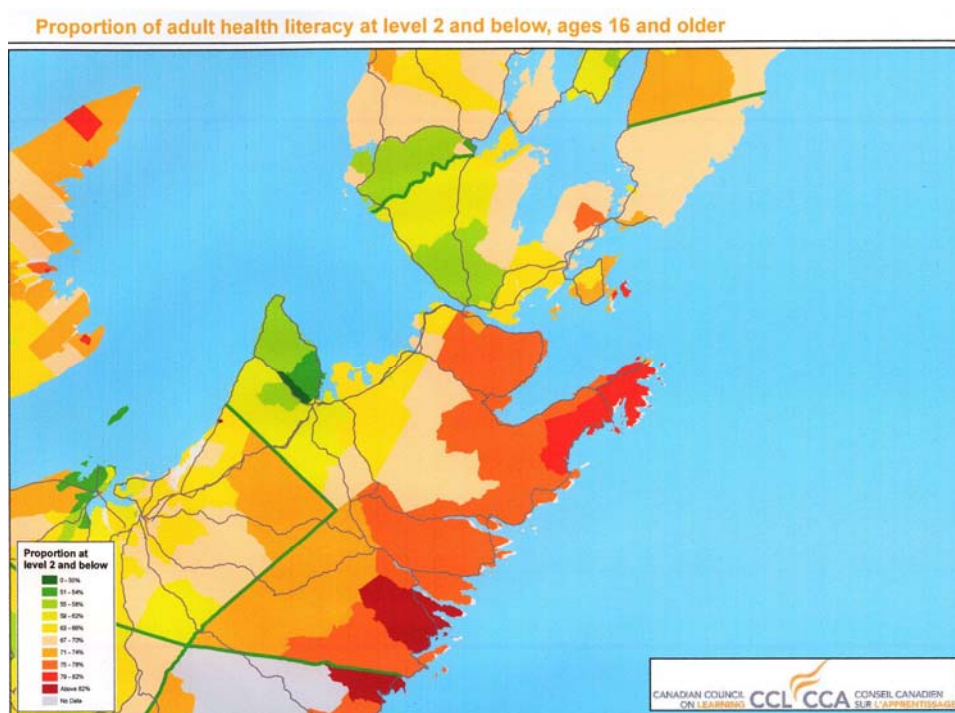 Proportion of adult health literacy at level 2 and below, ages 16 and older
Proportion at
level 2 and below
0 – 50%
51 – 54%
55 – 58%
59 – 62%
63 – 66%
67 – 70%
71 – 74%
75 – 78%
79 – 82%
Above 82%
No Data
CANADIAN COUNCIL
ON LEARNING
CCL CCA
CONSEIL CANADIEN
SUR L'APPRENTISSAGE